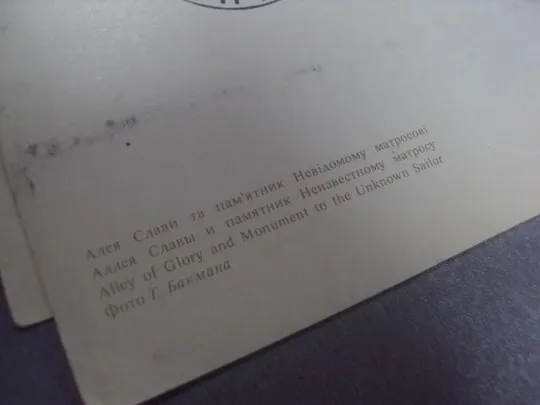 Алея Слави та пам'ятник Невідомому матросові
Аллея Славы и памятник Неизвестному матросу
Alley of Glory and Monument to the Unknown Sailor
Фото Г Бакмана